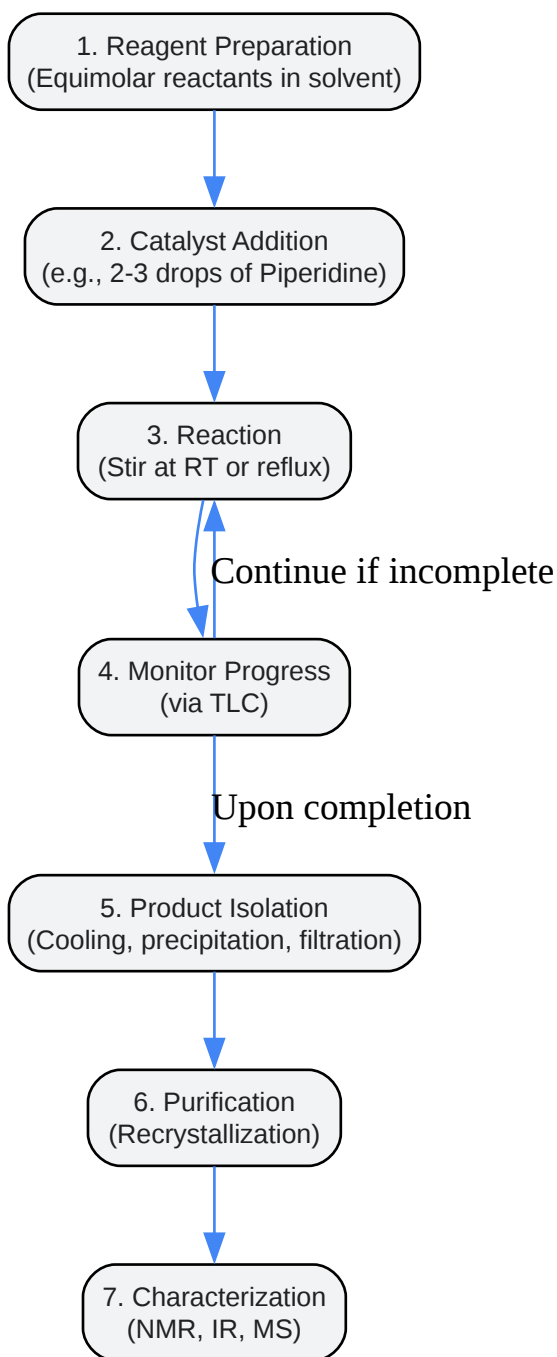 1. Reagent Preparation
(Equimolar reactants in solvent)
2. Catalyst Addition
(e.g., 2-3 drops of Piperidine)
3. Reaction
(Stir at RT or reflux)
Continue if incomplete
4. Monitor Progress
(via TLC)
Upon completion
5. Product Isolation
(Cooling, precipitation, filtration)
6. Purification
(Recrystallization)
7. Characterization
(NMR, IR, MS)